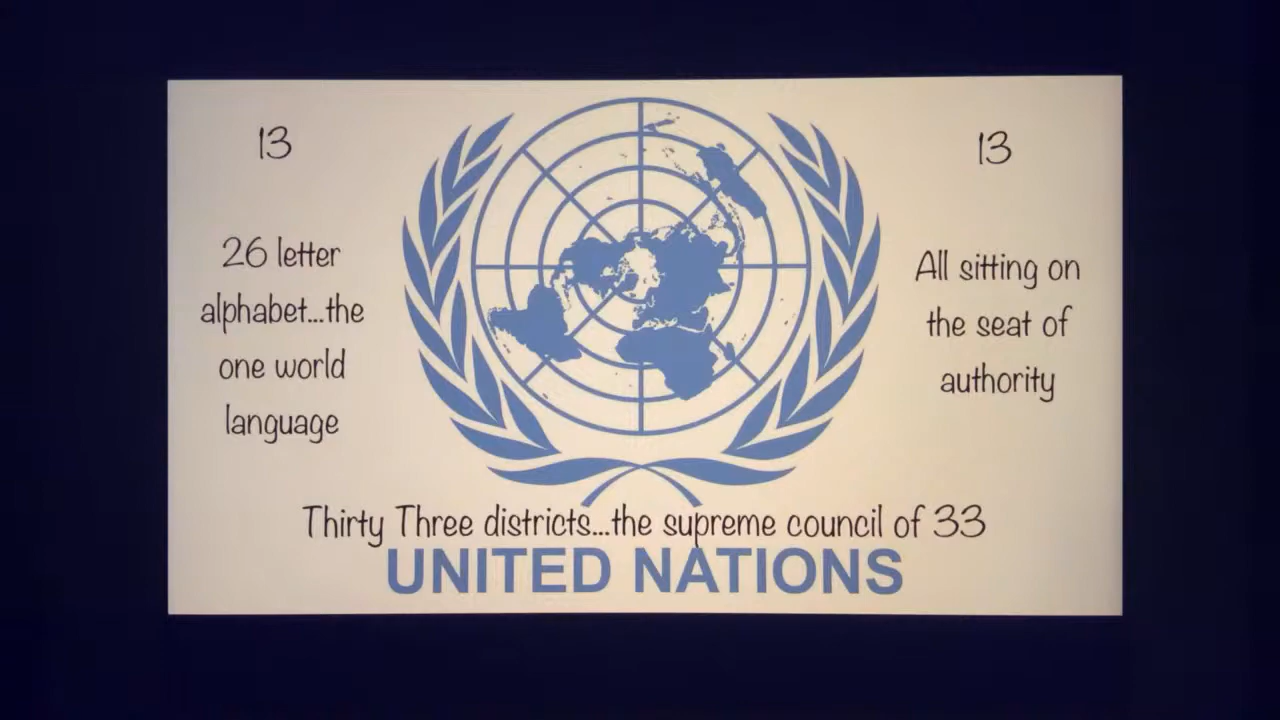 13
26 letter
alphabet...the
one world
language
13
All sitting on
the seat of
authority
Thirty Three districts...the supreme council of 33
UNITED NATIONS